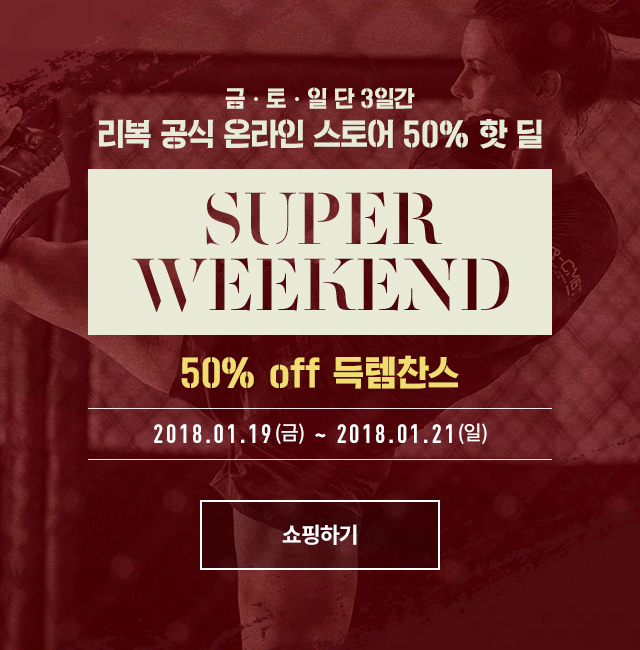 금·토·일 단 3일간
리복 공식 온라인 스토어 50% 핫 딜
SUPER
WEEKEND
50% off 득템찬스
2018.01.19(금) ~ 2018.01.21(일)
쇼핑하기